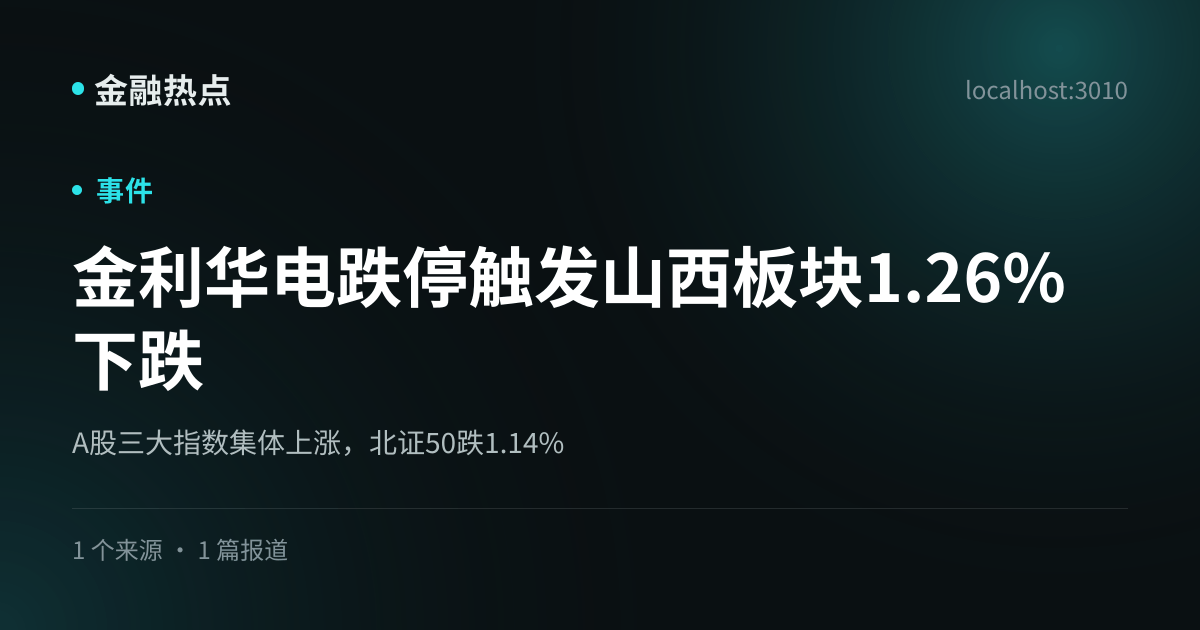 金融热点
localhost:3010
事件
金利华电跌停触发山西板块1.26%
下跌
A股三大指数集体上涨，北证50跌1.14%
1 个来源 · 1 篇报道